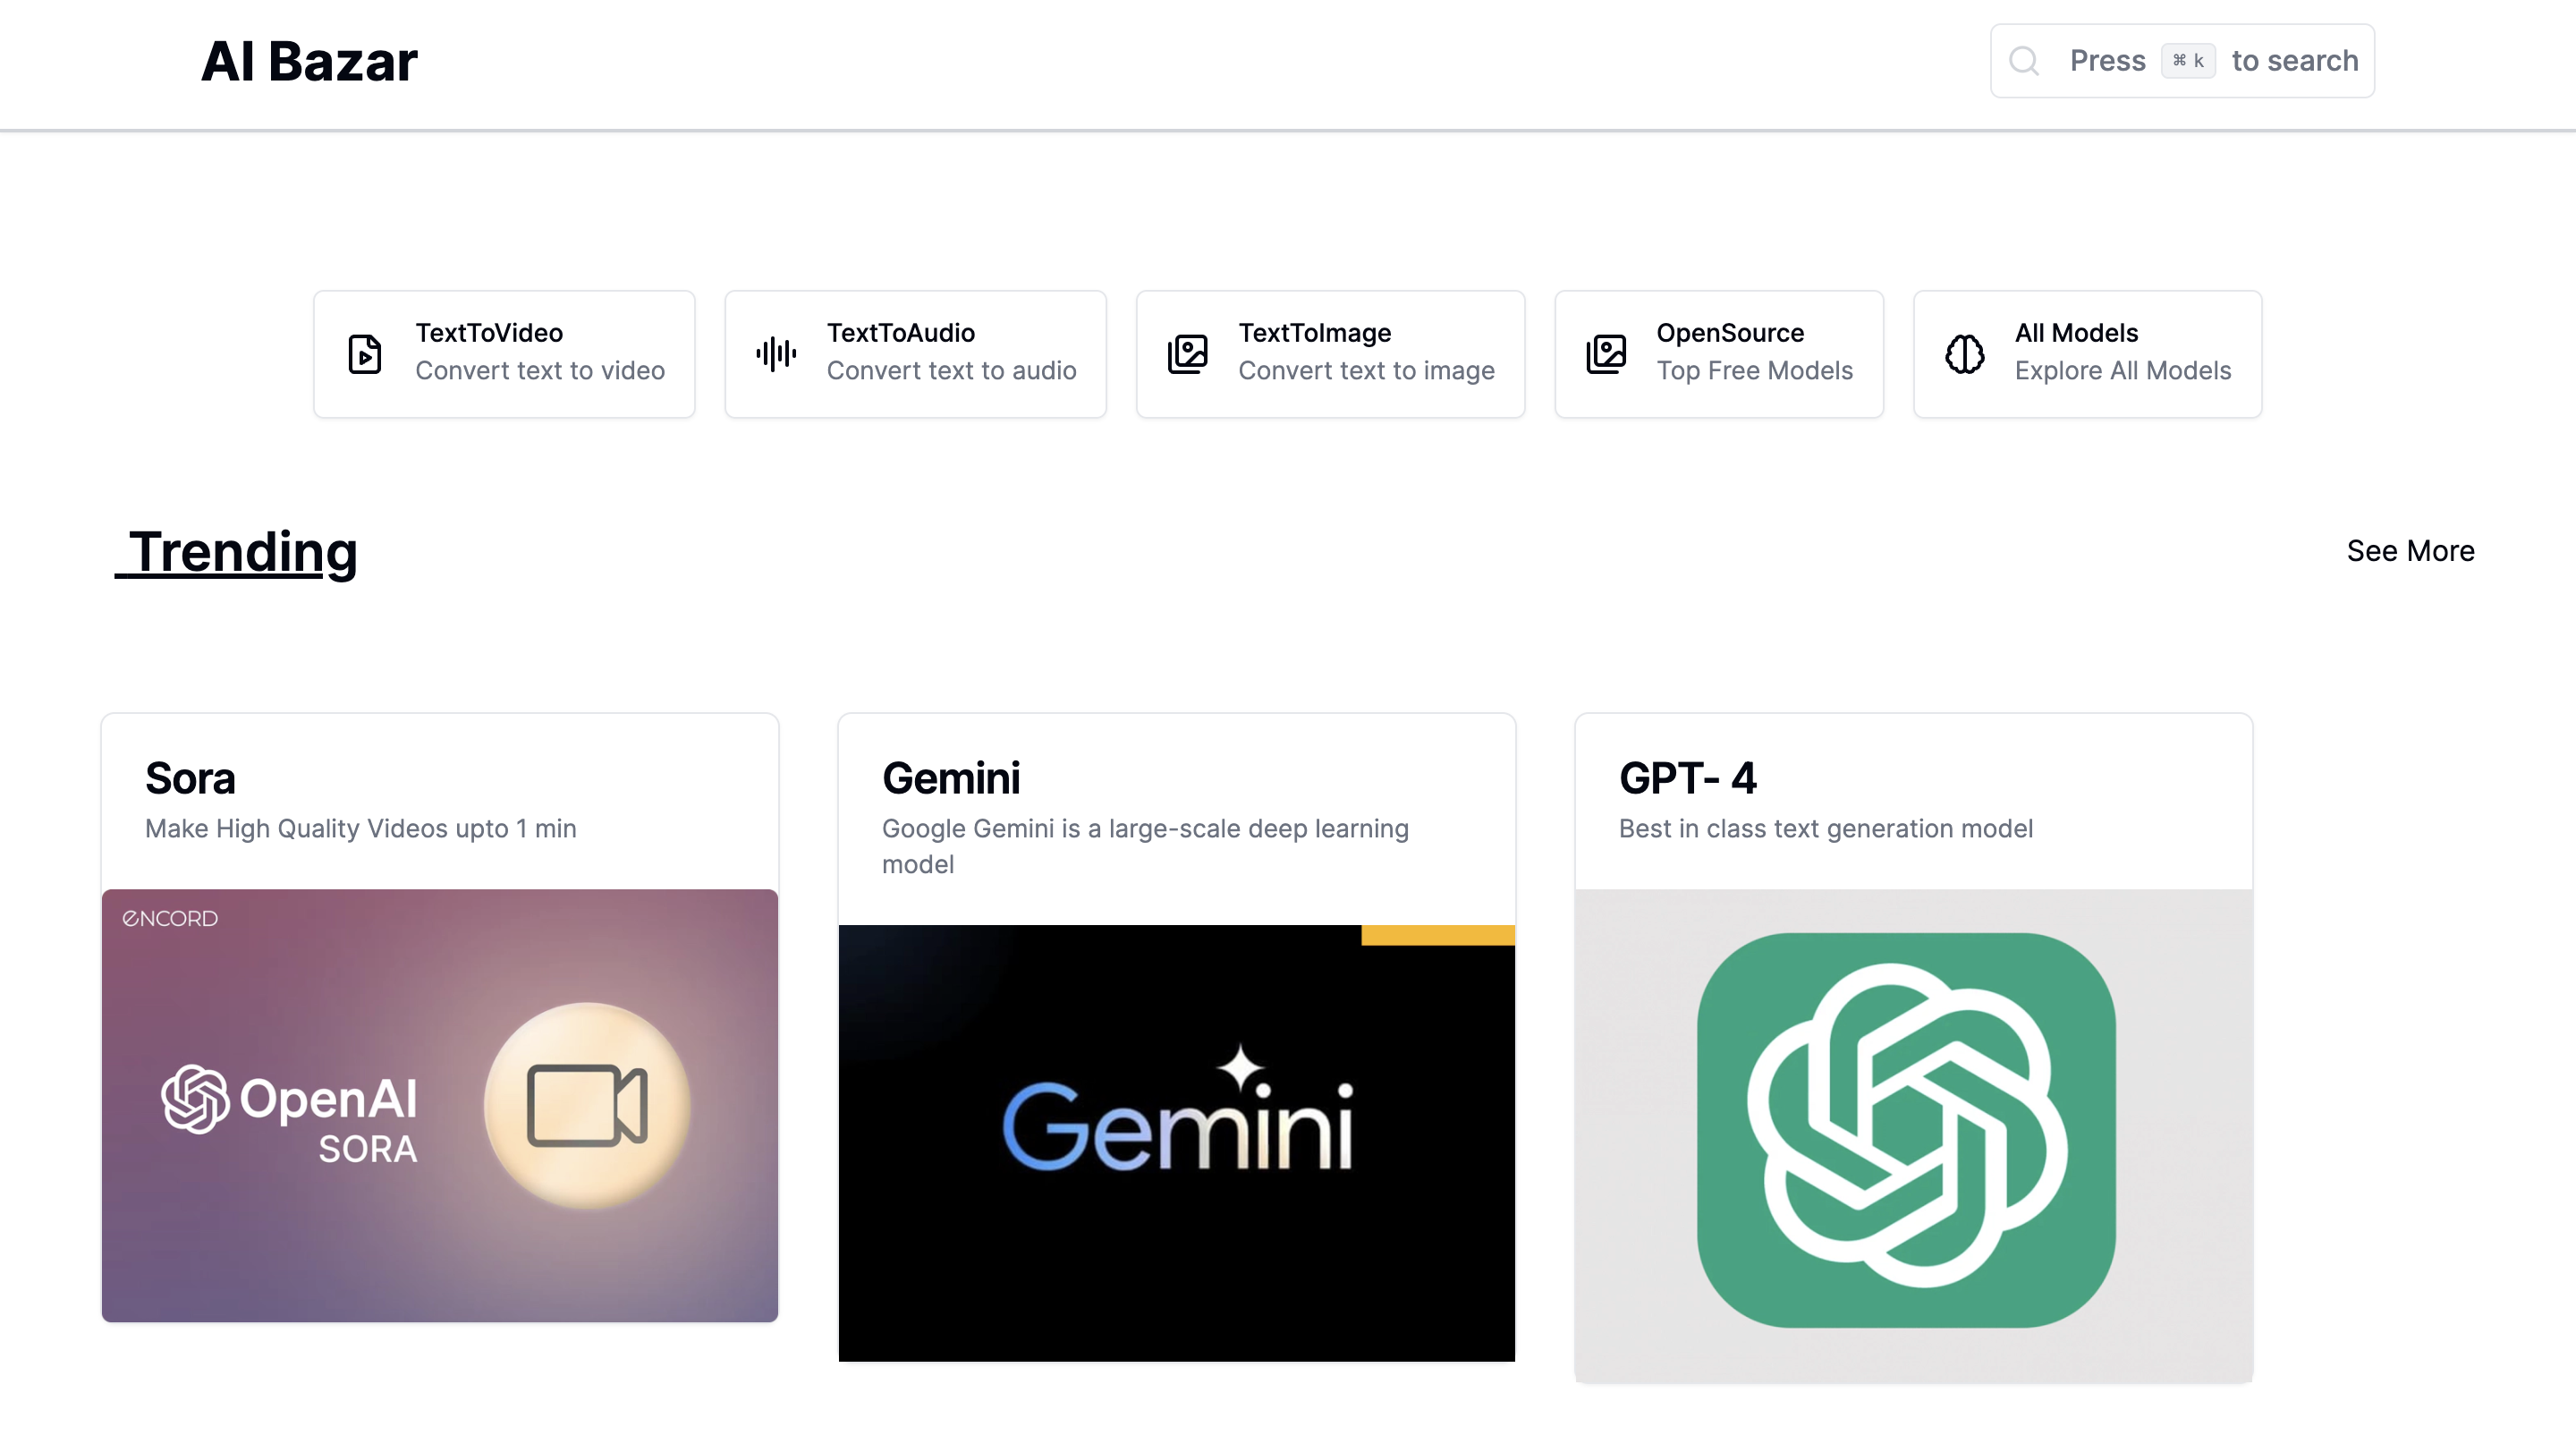 AI Bazar
Press ⌘ k to search
TextToVideo
Convert text to video
TextToAudio
Convert text to audio
TextToImage
Convert text to image
OpenSource
Top Free Models
All Models
Explore All Models
Trending
See More
Sora
Make High Quality Videos upto 1 min
ENCORD
OpenAI
SORA
Gemini
Google Gemini is a large-scale deep learning
model
Gemini
GPT- 4
Best in class text generation model